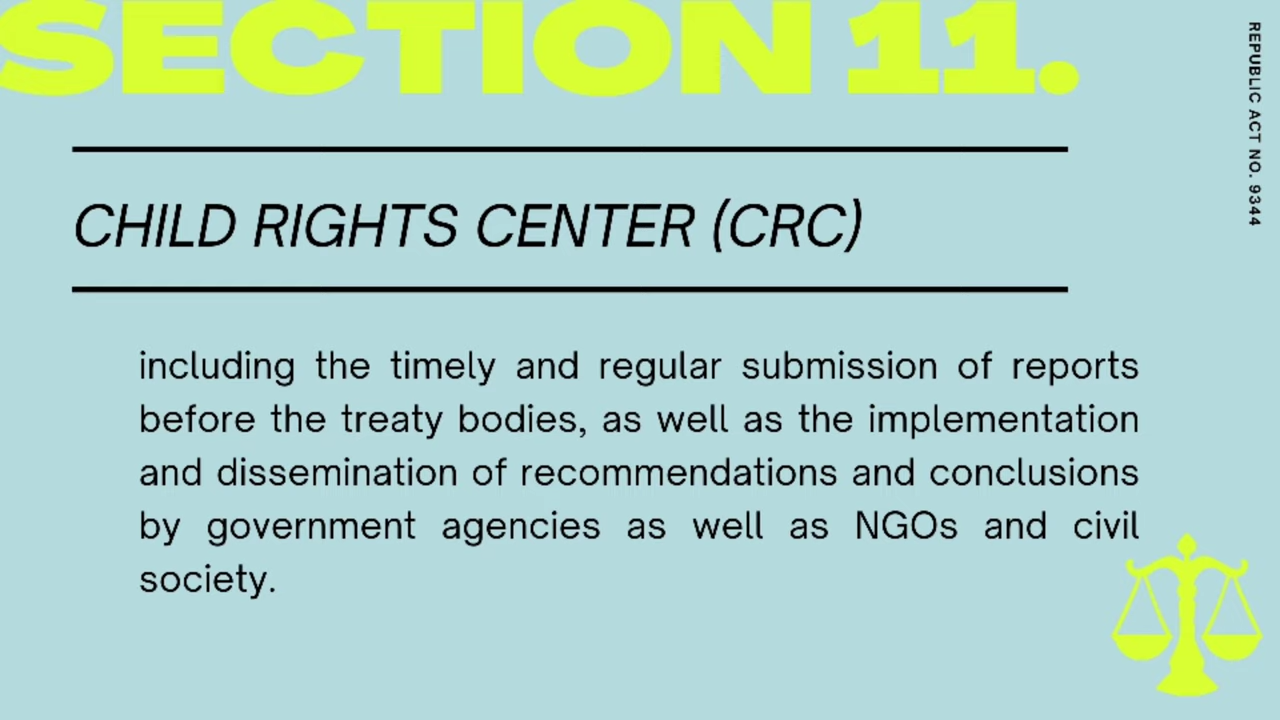 SECTION 11.
REPUBLIC ACT NO. 9344
CHILD RIGHTS CENTER (CRC)
including the timely and regular submission of reports
before the treaty bodies, as well as the implementation
and dissemination of recommendations and conclusions
by government agencies as well as NGOs and civil
society.